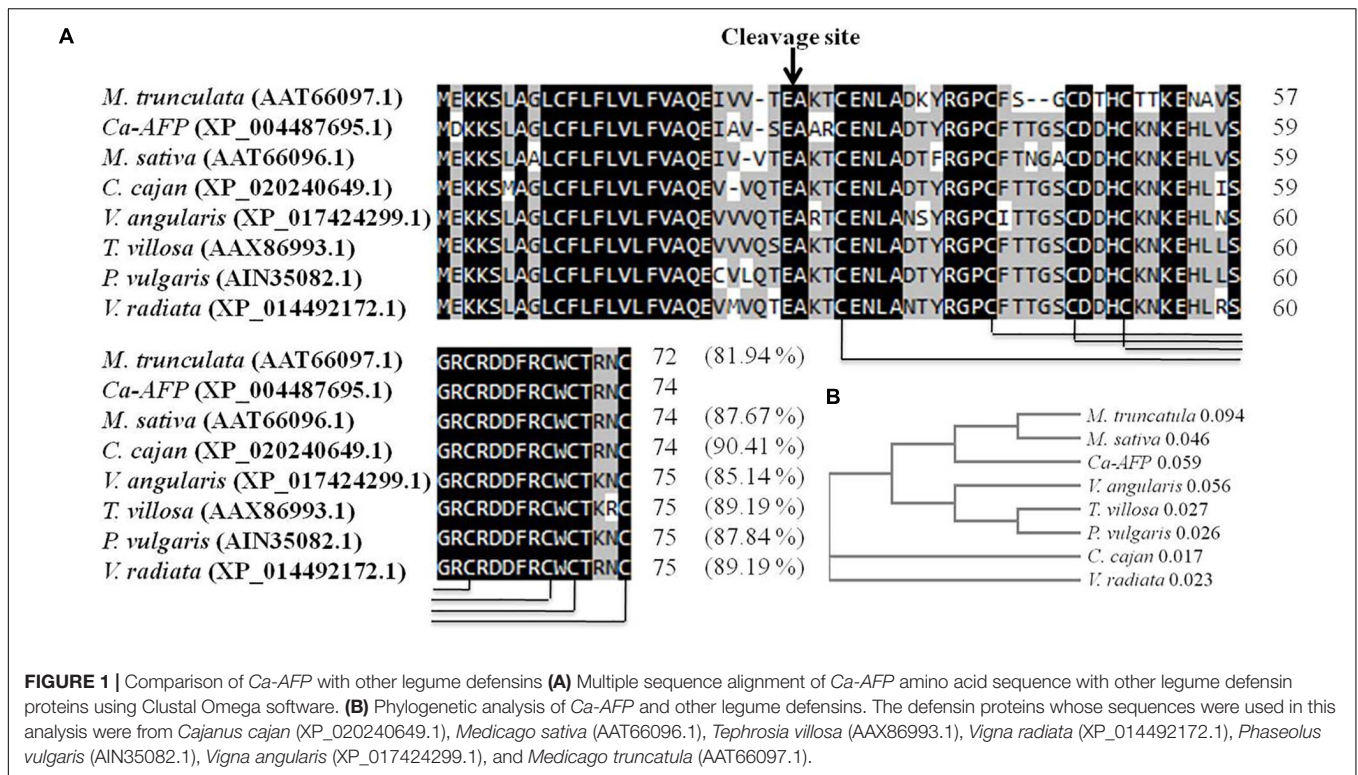 A
Cleavage site
M. trunculata (AAT66097.1) MEKKSLAGLCFLFLVLFVAQEIVV-TEAKTCENLADKYRGPCFS--GCDTHCTTKENAVS 57
Ca-AFP (XP_004487695.1) MDKKSLAGLCFLFLVLFVAQEIAV-SEAARCENLADTYRGPCFTTGSCDDHCKNKEHLVS 59
M. sativa (AAT66096.1) MEKKSLAALCFLFLVLFVAQEIV-VTEAKTCENLADTFRGPCFTNGACDDHCKNKEHLVS 59
C. cajan (XP_020240649.1) MEKKSMAGLCFLFLVLFVAQEV-VQTEAKTCENLADTYRGPCFTTGSCDDHCKNKEHLIS 59
V. angularis (XP_017424299.1) MEKKSLAGLCFLFLVLFVAQEVVVQTEARTCENLANSYRGPCITTGSCDDHCKNKEHLNS 60
T. villosa (AAX86993.1) MEKKSLAGLCFLFLVLFVAQEVVVQSEAKTCENLADTYRGPCFTTGSCDDHCKNKEHLLS 60
P. vulgaris (AIN35082.1) MEKKSLAGLCFLFLVLFVAQECVLQTEAKTCENLADTYRGPCFTTGSCDDHCKNKEHLLS 60
V. radiata (XP_014492172.1) MEKKSLAGLCFLFLVLFVAQEVMVQTEAKTCENLANTYRGPCFTTGSCDDHCKNKEHLRS 60
M. trunculata (AAT66097.1) GRCRDDFRCWCTRNC 72 (81.94 %)
Ca-AFP (XP_004487695.1) GRCRDDFRCWCTRNC 74
M. sativa (AAT66096.1) GRCRDDFRCWCTRNC 74 (87.67 %)
C. cajan (XP_020240649.1) GRCRDDFRCWCTRNC 74 (90.41 %)
V. angularis (XP_017424299.1) GRCRDDFRCWCTKNC 75 (85.14 %)
T. villosa (AAX86993.1) GRCRDDFRCWCTKRC 75 (89.19 %)
P. vulgaris (AIN35082.1) GRCRDDFRCWCTKNC 75 (87.84 %)
V. radiata (XP_014492172.1) GRCRDDFRCWCTRNC 75 (89.19 %)
B
M. truncatula 0.094
M. sativa 0.046
Ca-AFP 0.059
V. angularis 0.056
T. villosa 0.027
P. vulgaris 0.026
C. cajan 0.017
V. radiata 0.023
FIGURE 1 | Comparison of Ca-AFP with other legume defensins (A) Multiple sequence alignment of Ca-AFP amino acid sequence with other legume defensin
proteins using Clustal Omega software. (B) Phylogenetic analysis of Ca-AFP and other legume defensins. The defensin proteins whose sequences were used in this
analysis were from Cajanus cajan (XP_020240649.1), Medicago sativa (AAT66096.1), Tephrosia villosa (AAX86993.1), Vigna radiata (XP_014492172.1), Phaseolus
vulgaris (AIN35082.1), Vigna angularis (XP_017424299.1), and Medicago truncatula (AAT66097.1).